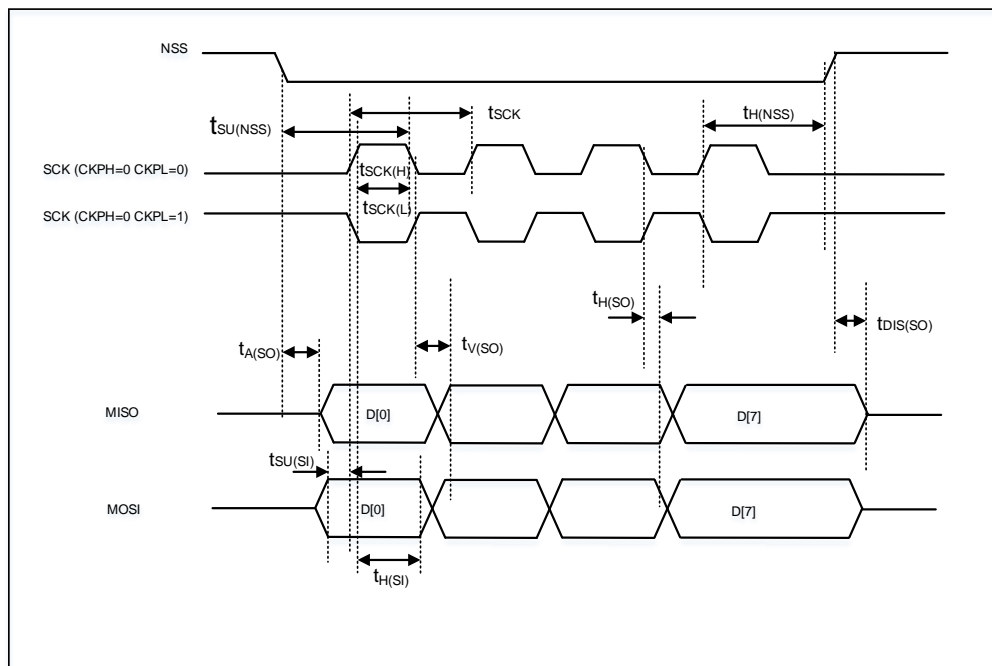 NSS
tSCK
tSU(NSS)
tH(NSS)
SCK (CKPH=0 CKPL=0)
tSCK(H)
tSCK(L)
SCK (CKPH=0 CKPL=1)
tH(SO)
tDIS(SO)
tA(SO)
tV(SO)
MISO
D[0]
D[7]
tSU(SI)
MOSI
D[0]
D[7]
tH(SI)